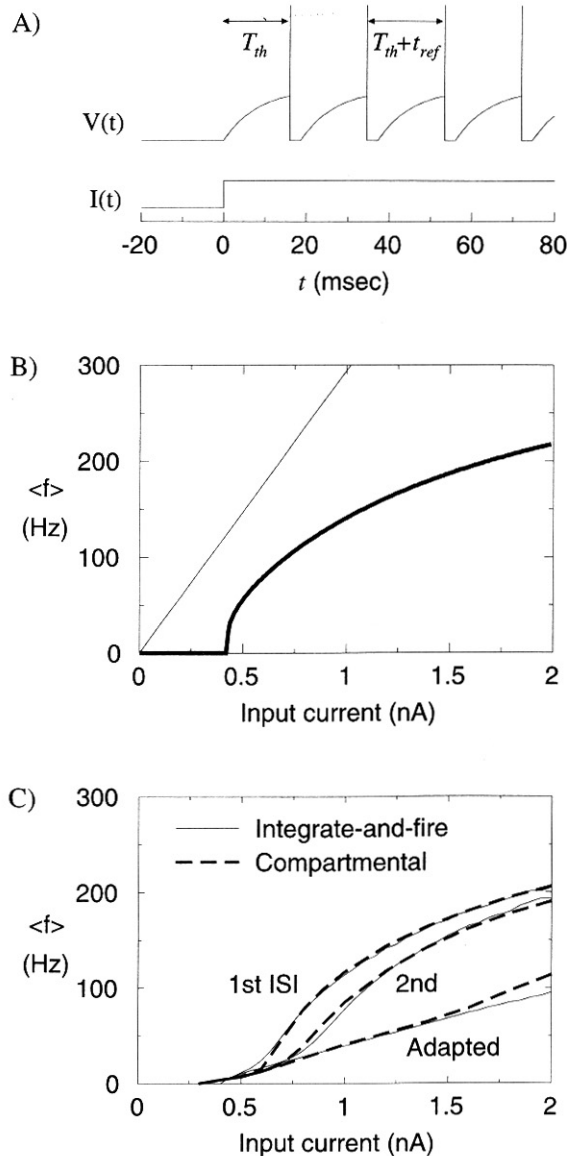 A)
T_th
T_th+t_ref
V(t)
I(t)
-20 0 20 40 60 80
t (msec)
B)
300
200
<f>
(Hz)
100
0
0 0.5 1 1.5 2
Input current (nA)
C)
300
Integrate-and-fire
Compartmental
200
<f>
(Hz)
1st ISI
2nd
100
Adapted
0
0 0.5 1 1.5 2
Input current (nA)